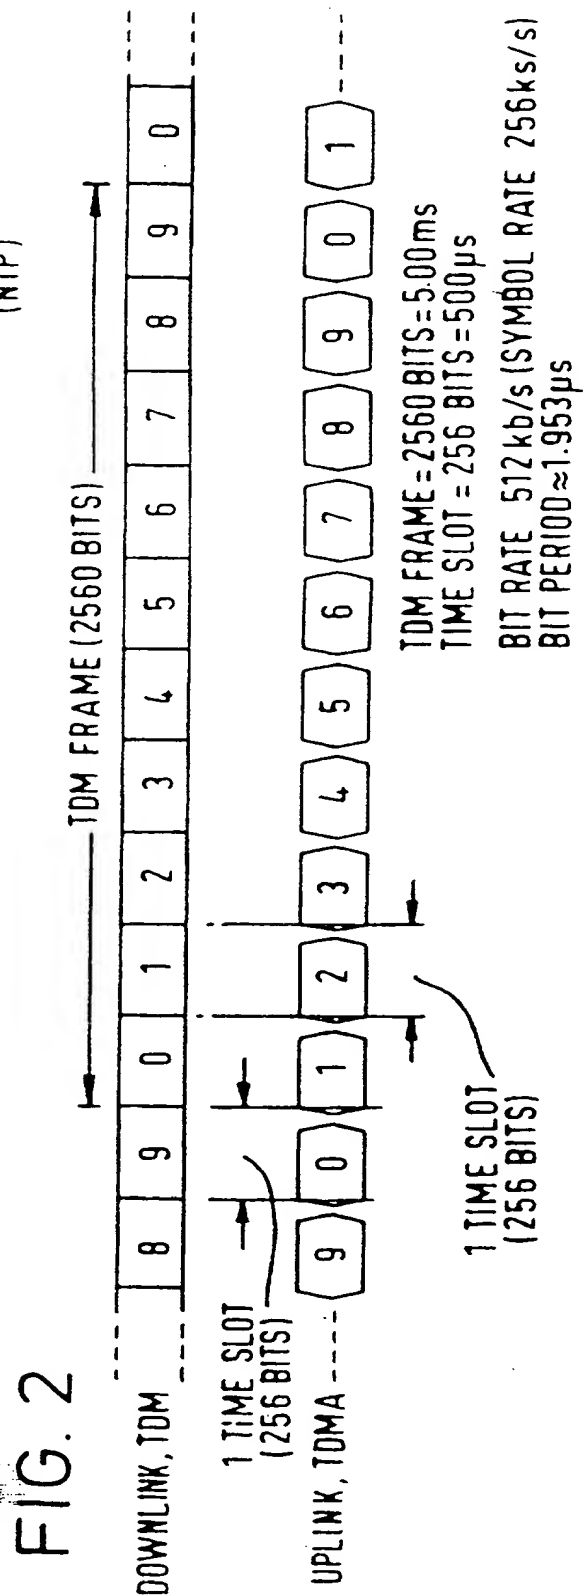 (NTP)
FIG. 2
TDM FRAME (2560 BITS)
DOWNLINK, TDM
8 9 0 1 2 3 4 5 6 7 8 9 0
1 TIME SLOT
(256 BITS)
UPLINK, TDMA
9 0 1 2 3 4 5 6 7 8 9 0 1
1 TIME SLOT
(256 BITS)
TDM FRAME = 2560 BITS = 5.00ms
TIME SLOT = 256 BITS = 500µs
BIT RATE 512kb/s (SYMBOL RATE 256ks/s)
BIT PERIOD≈1.953µs